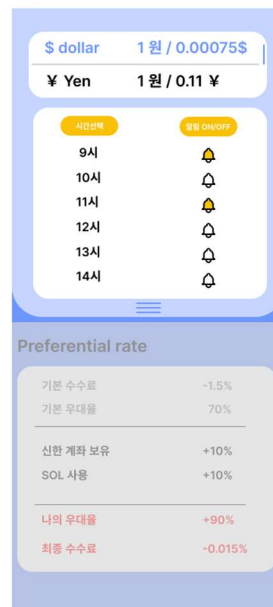 $ dollar 1 원 / 0.00075$
¥ Yen 1 원 / 0.11 ¥
시간선택 알림 ON/OFF
9시
10시
11시
12시
13시
14시
Preferential rate
기본 수수료 -1.5%
기본 우대율 70%
신한 계좌 보유 +10%
SOL 사용 +10%
나의 우대율 +90%
최종 수수료 -0.015%